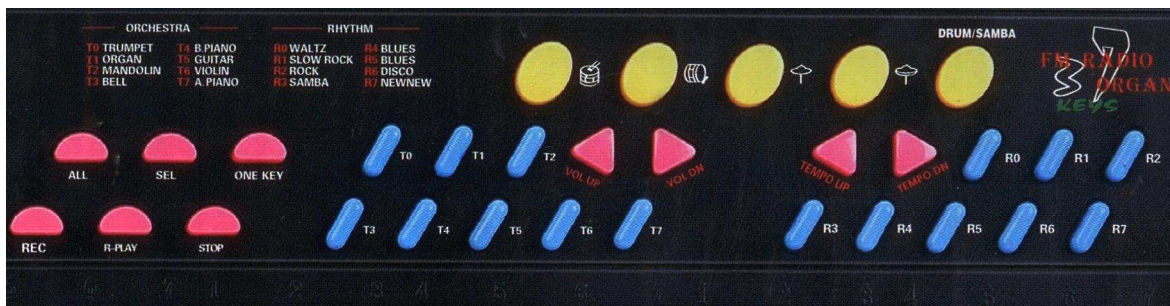 ORCHESTRA
T0 TRUMPET T4 B.PIANO
T1 ORGAN T5 GUITAR
T2 MANDOLIN T6 VIOLIN
T3 BELL T7 A.PIANO
RHYTHM
R0 WALTZ R4 BLUES
R1 SLOW ROCK R5 BLUES
R2 ROCK R6 DISCO
R3 SAMBA R7 NEWNEW
DRUM/SAMBA
37
FM RADIO
ORGAN
KEYS
ALL SEL ONE KEY
T0 T1 T2
VOL UP VOL DN
TEMPO UP TEMPO DN
R0 R1 R2
REC R-PLAY STOP
T3 T4 T5 T6 T7
R3 R4 R5 R6 R7